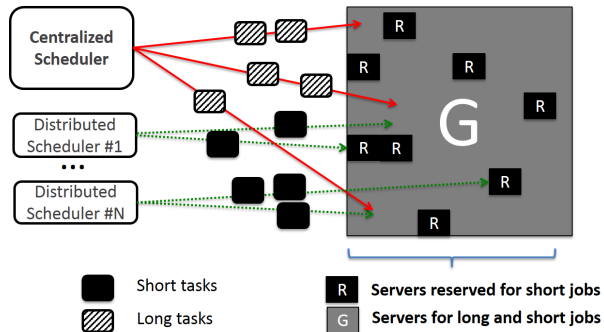 Centralized
Scheduler
Distributed
Scheduler #1
...
Distributed
Scheduler #N
R
R
R
R
G
R
R
R
R
Short tasks
Long tasks
R
Servers reserved for short jobs
G
Servers for long and short jobs